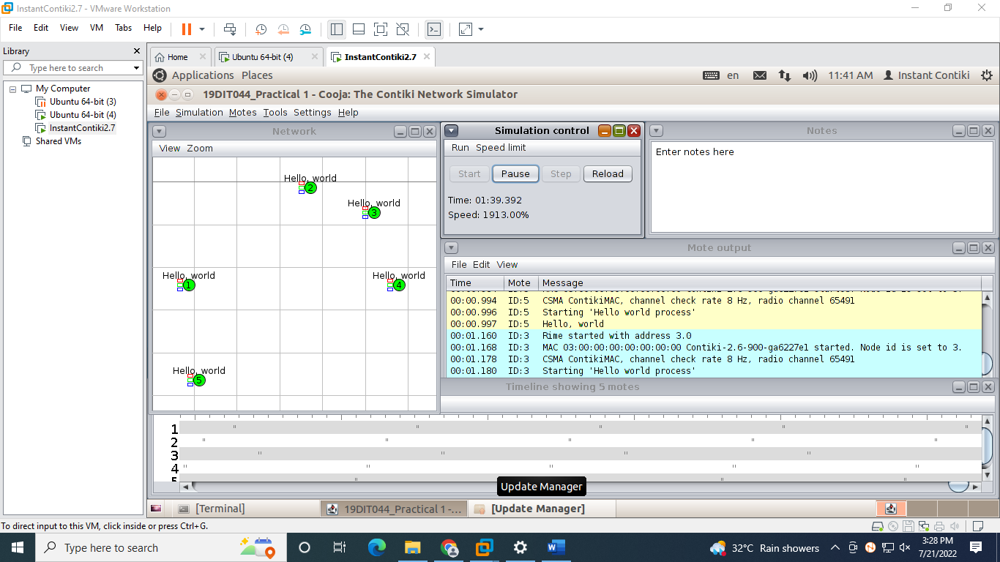 InstantContiki2.7 - VMware Workstation
File Edit View VM Tabs Help
Library
Type here to search
My Computer
Ubuntu 64-bit (3)
Ubuntu 64-bit (4)
InstantContiki2.7
Shared VMs
Home Ubuntu 64-bit (4) InstantContiki2.7
Applications Places en 11:41 AM Instant Contiki
19DIT044_Practical 1 - Cooja: The Contiki Network Simulator
File Simulation Motes Tools Settings Help
Network
View Zoom
Hello, world
2
Hello, world
3
Hello, world
1
Hello, world
4
Hello, world
5
Simulation control
Run Speed limit
Start Pause Step Reload
Time: 01:39.392
Speed: 1913.00%
Notes
Enter notes here
Mote output
File Edit View
Time Mote Message
00:00.994 ID:5 CSMA ContikiMAC, channel check rate 8 Hz, radio channel 65491
00:00.996 ID:5 Starting 'Hello world process'
00:00.997 ID:5 Hello, world
00:01.160 ID:3 Rime started with address 3.0
00:01.168 ID:3 MAC 03:00:00:00:00:00:00:00 Contiki-2.6-900-ga6227e1 started. Node id is set to 3.
00:01.178 ID:3 CSMA ContikiMAC, channel check rate 8 Hz, radio channel 65491
00:01.180 ID:3 Starting 'Hello world process'
Timeline showing 5 motes
1
2
3
4
5
Update Manager
[Terminal] 19DIT044_Practical 1 -... [Update Manager]
To direct input to this VM, click inside or press Ctrl+G.
Type here to search
32°C Rain showers
3:28 PM
7/21/2022